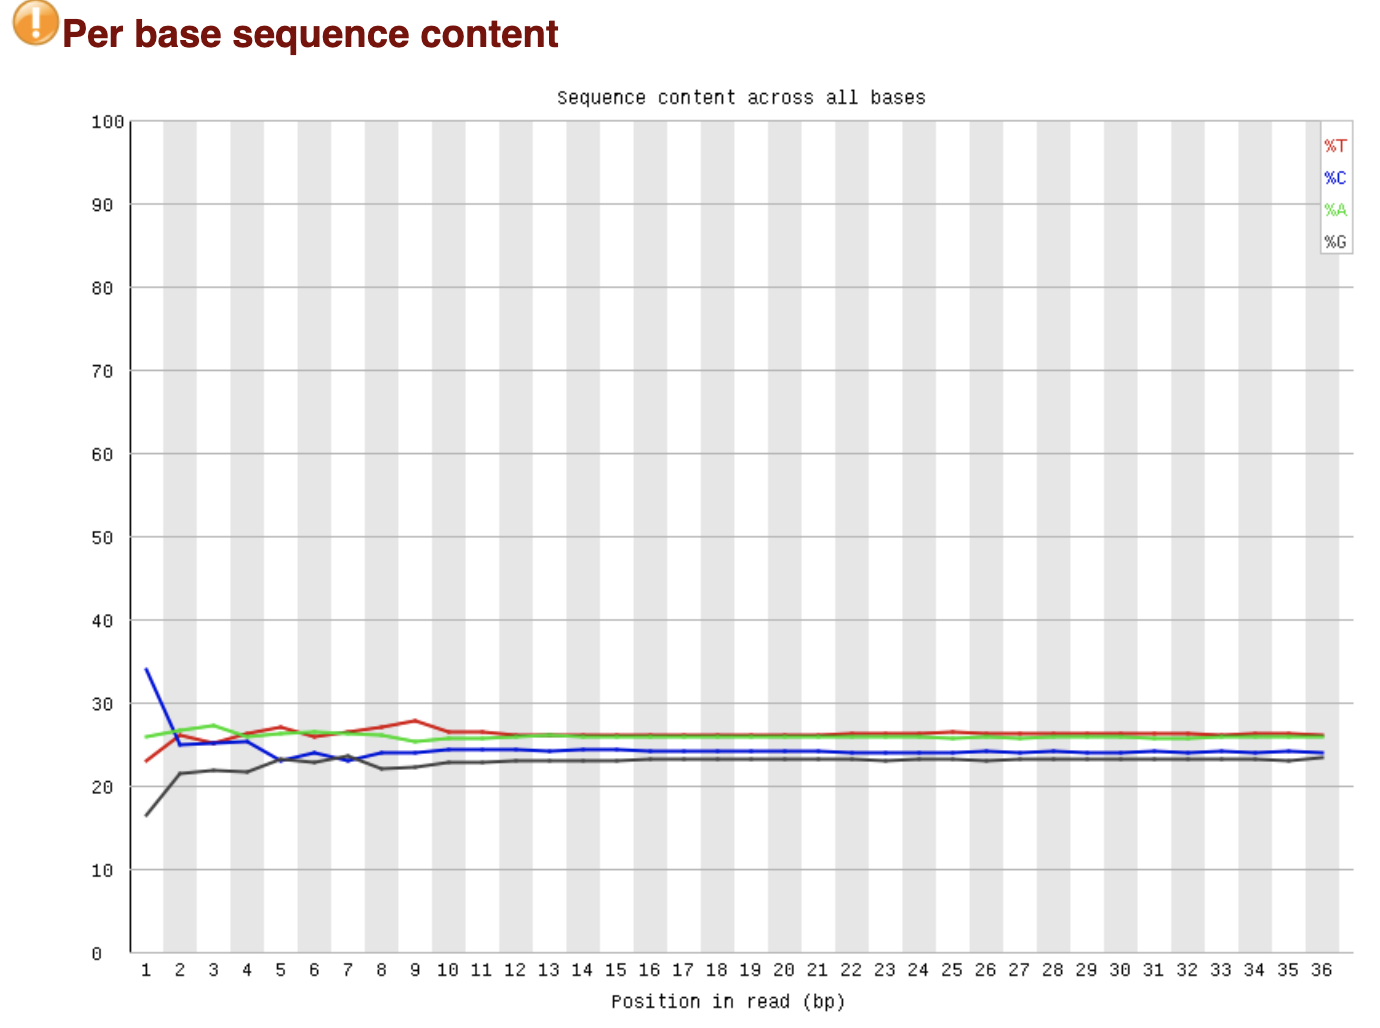 Per base sequence content
Sequence content across all bases
100
90
80
70
60
50
40
30
20
10
0
%T
%C
%A
%G
1 2 3 4 5 6 7 8 9 10 11 12 13 14 15 16 17 18 19 20 21 22 23 24 25 26 27 28 29 30 31 32 33 34 35 36
Position in read (bp)